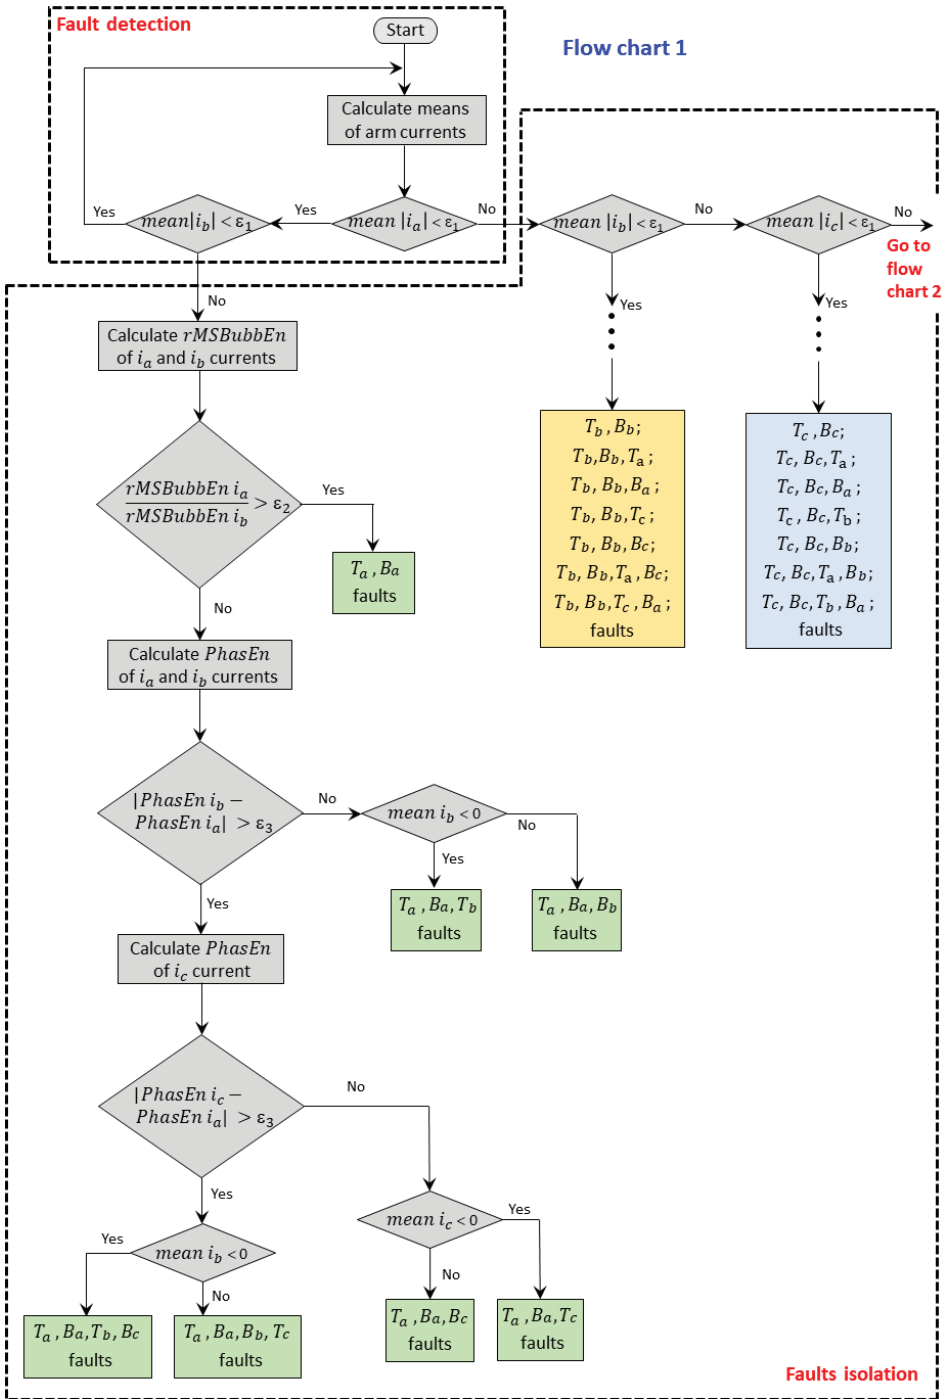 Fault detection
Start
Flow chart 1
Calculate means
of arm currents
Yes
mean|i_b| < ε₁
Yes
mean |i_a| < ε₁
No
mean |i_b| < ε₁
No
mean |i_c| < ε₁
No
Go to
flow
chart 2
No
Yes
Yes
Calculate rMSBubbEn
of i_a and i_b currents
rMSBubbEn i_a
rMSBubbEn i_b
> ε₂
Yes
T_a , B_a
faults
T_b , B_b;
T_b,B_b,T_a ;
T_b, B_b,B_a ;
T_b, B_b,T_c ;
T_b, B_b,B_c;
T_b, B_b,T_a , B_c;
T_b, B_b,T_c , B_a ;
faults
T_c , B_c;
T_c, B_c,T_a ;
T_c, B_c,B_a ;
T_c , B_c,T_b ;
T_c, B_c,B_b;
T_c, B_c,T_a , B_b;
T_c, B_c,T_b , B_a ;
faults
No
Calculate PhasEn
of i_a and i_b currents
|PhasEn i_b −
PhasEn i_a| > ε₃
No
mean i_b < 0
No
Yes
T_a , B_a,T_b
faults
T_a , B_a,B_b
faults
Yes
Calculate PhasEn
of i_c current
|PhasEn i_c −
PhasEn i_a| > ε₃
No
Yes
mean i_c < 0
Yes
No
Yes
mean i_b < 0
No
T_a , B_a,T_b, B_c
faults
T_a , B_a,B_b, T_c
faults
T_a , B_a,B_c
faults
T_a , B_a,T_c
faults
Faults isolation